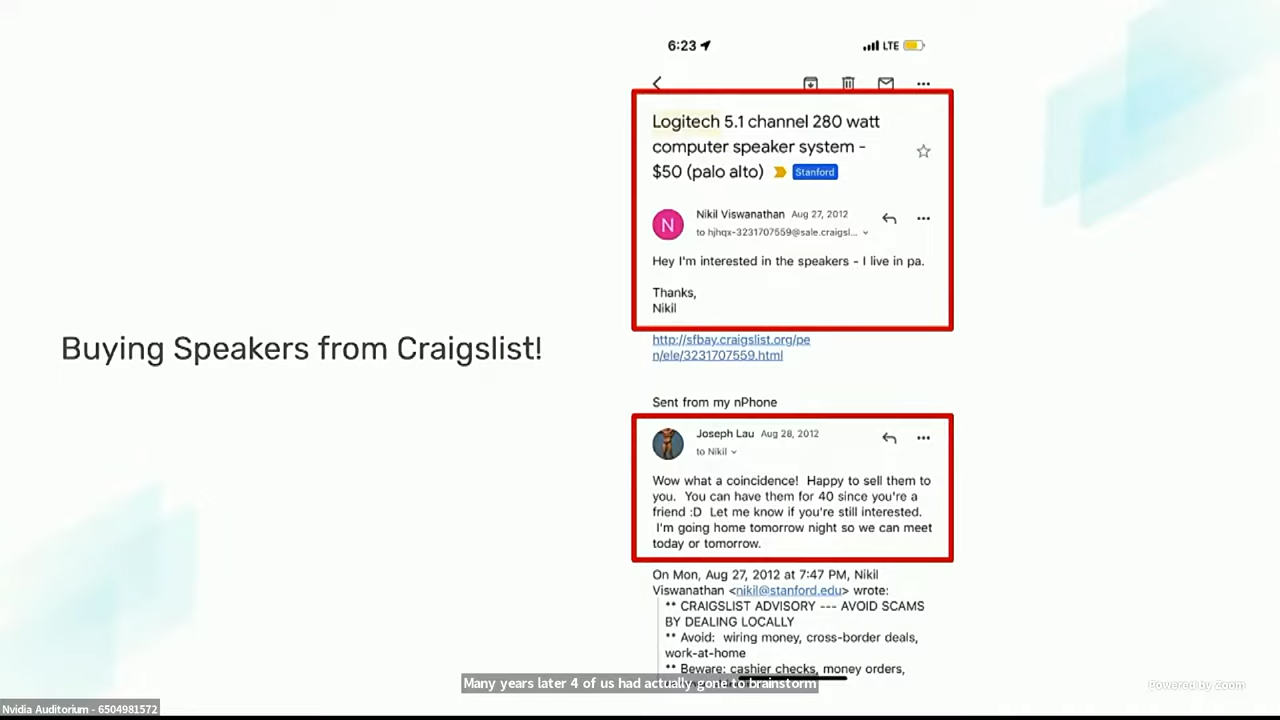 6:23
LTE
Logitech 5.1 channel 280 watt
computer speaker system -
$50 (palo alto) Stanford
N
Nikil Viswanathan Aug 27, 2012
to hjhqx-3231707559@sale.craigsl...
Hey I'm interested in the speakers - I live in pa.
Thanks,
Nikil
Buying Speakers from Craigslist!
http://sfbay.craigslist.org/pe
n/ele/3231707559.html
Sent from my nPhone
Joseph Lau Aug 28, 2012
to Nikil
Wow what a coincidence! Happy to sell them to
you. You can have them for 40 since you're a
friend :D Let me know if you're still interested.
I'm going home tomorrow night so we can meet
today or tomorrow.
On Mon, Aug 27, 2012 at 7:47 PM, Nikil
Viswanathan <nikil@stanford.edu> wrote:
** CRAIGSLIST ADVISORY --- AVOID SCAMS
BY DEALING LOCALLY
** Avoid: wiring money, cross-border deals,
work-at-home
** Beware: cashier checks, money orders,
Many years later 4 of us had actually gone to brainstorm
Powered by Zoom
Nvidia Auditorium - 6504981572